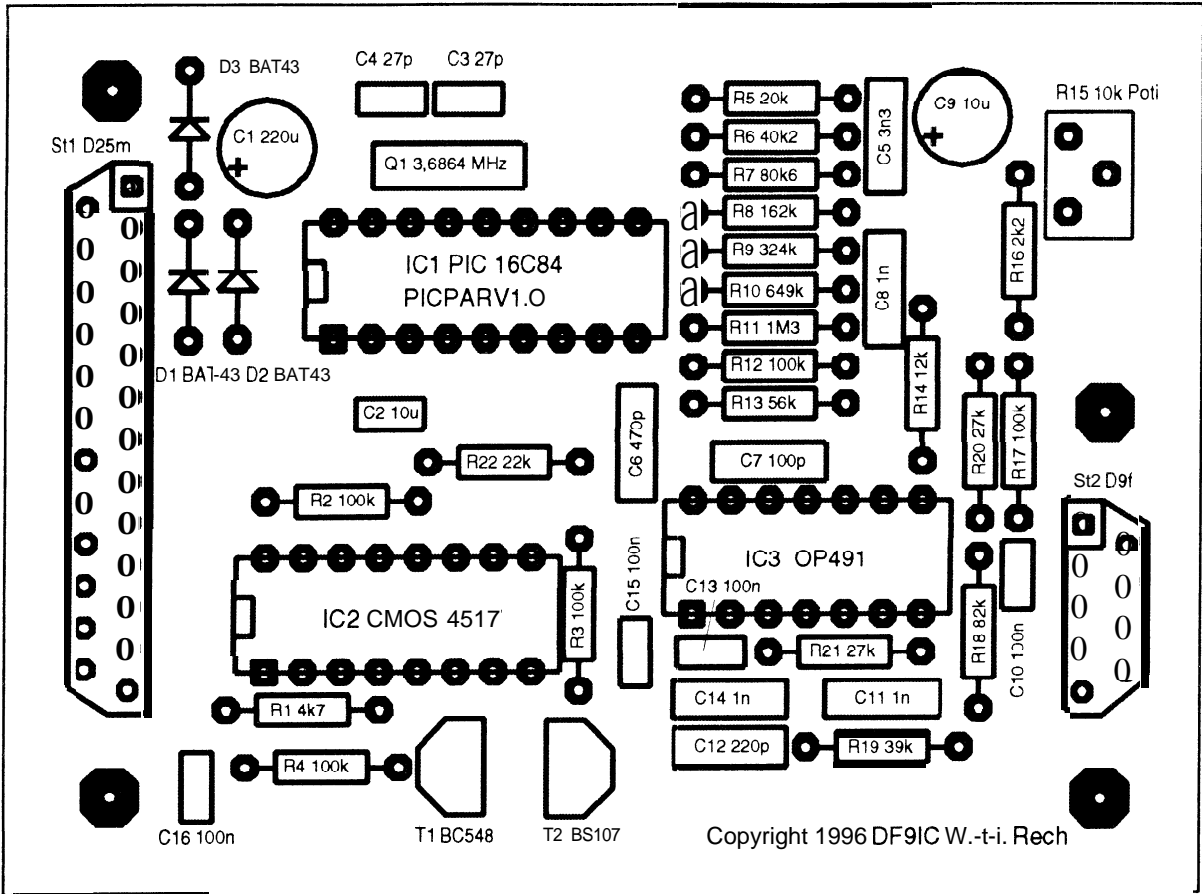 C4 27p
C3 27p
D3 BAT43
C1 220u
+
St1 D25m
Q1 3,6864 MHz
R5 20k
R6 40k2
R7 80k6
R8 162k
R9 324k
R10 649k
R11 1M3
R12 100k
R13 56k
C5 3n3
C9 10u
+
R15 10k Poti
R16 2k2
C8 1n
R14 12k
IC1 PIC 16C84
PICPARV1.O
D1 BAT-43 D2 BAT43
C2 10u
R22 22k
C6 470p
C7 100p
R20 27k
R17 100k
St2 D9f
R2 100k
IC3 OP491
C15 100n
C13 100n
R3 100k
IC2 CMOS 4517
R18 82k
C10 100n
R21 27k
R1 4k7
C14 1n
C11 1n
C12 220p
R19 39k
R4 100k
C16 100n
T1 BC548
T2 BS107
Copyright 1996 DF9IC W.-t-i. Rech